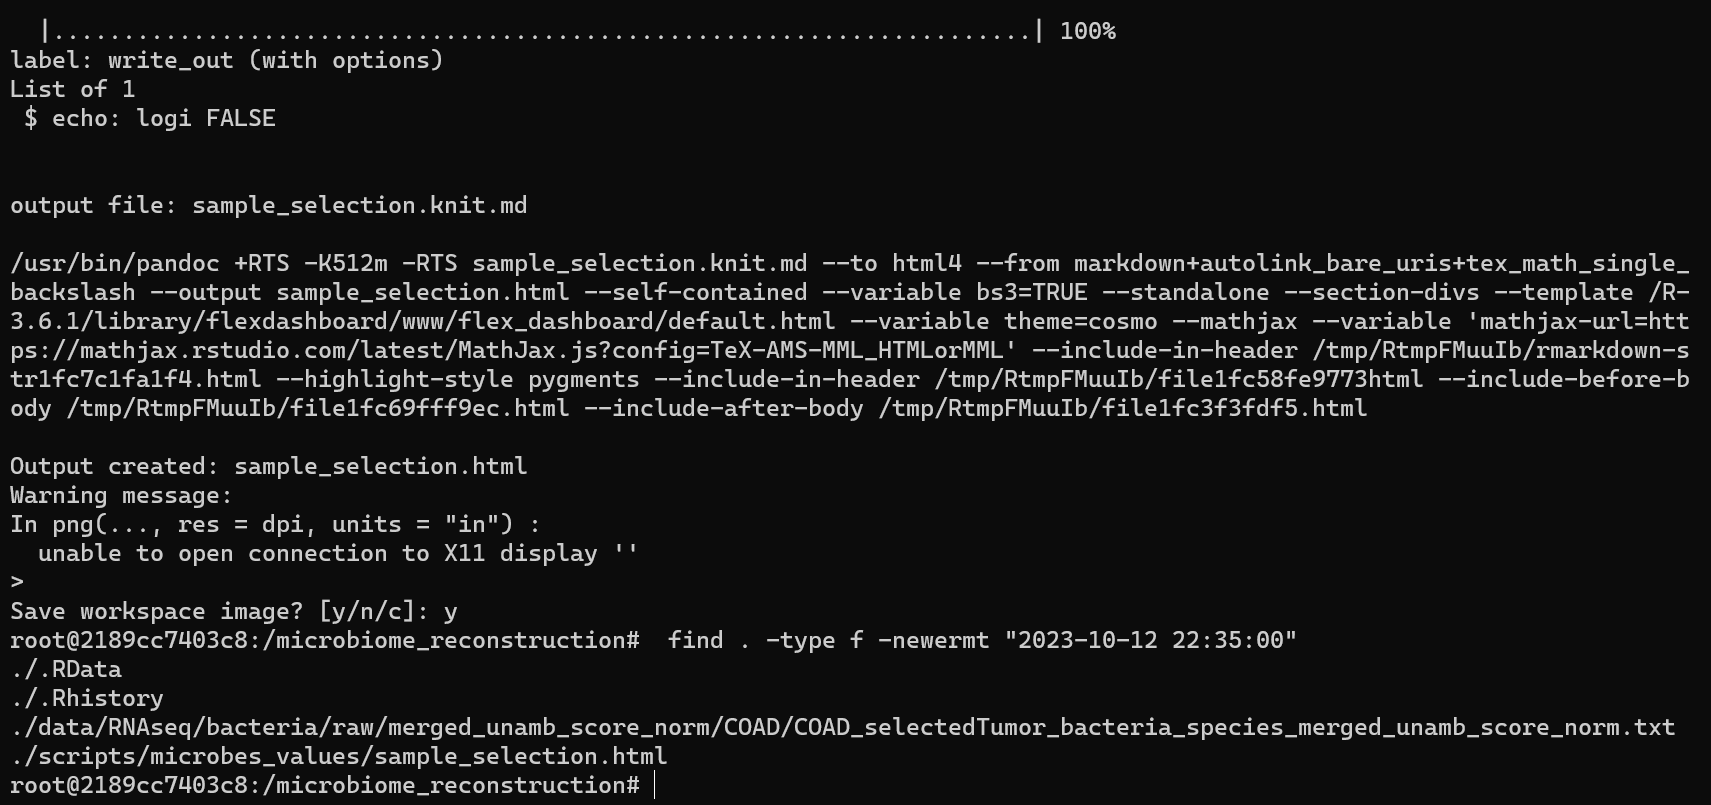 |......................................................................| 100%
label: write_out (with options)
List of 1
 $ echo: logi FALSE
output file: sample_selection.knit.md
/usr/bin/pandoc +RTS -K512m -RTS sample_selection.knit.md --to html4 --from markdown+autolink_bare_uris+tex_math_single_
backslash --output sample_selection.html --self-contained --variable bs3=TRUE --standalone --section-divs --template /R-
3.6.1/library/flexdashboard/www/flex_dashboard/default.html --variable theme=cosmo --mathjax --variable 'mathjax-url=htt
ps://mathjax.rstudio.com/latest/MathJax.js?config=TeX-AMS-MML_HTMLorMML' --include-in-header /tmp/RtmpFMuuIb/rmarkdown-s
tr1fc7c1fa1f4.html --highlight-style pygments --include-in-header /tmp/RtmpFMuuIb/file1fc58fe9773html --include-before-b
ody /tmp/RtmpFMuuIb/file1fc69fff9ec.html --include-after-body /tmp/RtmpFMuuIb/file1fc3f3fdf5.html
Output created: sample_selection.html
Warning message:
In png(..., res = dpi, units = "in") :
  unable to open connection to X11 display ''
>
Save workspace image? [y/n/c]: y
root@2189cc7403c8:/microbiome_reconstruction#  find . -type f -newermt "2023-10-12 22:35:00"
./.RData
./.Rhistory
./data/RNAseq/bacteria/raw/merged_unamb_score_norm/COAD/COAD_selectedTumor_bacteria_species_merged_unamb_score_norm.txt
./scripts/microbes_values/sample_selection.html
root@2189cc7403c8:/microbiome_reconstruction#